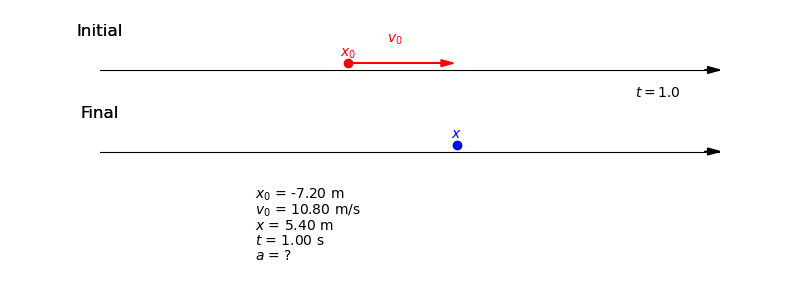 Initial
v₀
x₀
t = 1.0
Final
x
x₀ = -7.20 m
v₀ = 10.80 m/s
x = 5.40 m
t = 1.00 s
a = ?